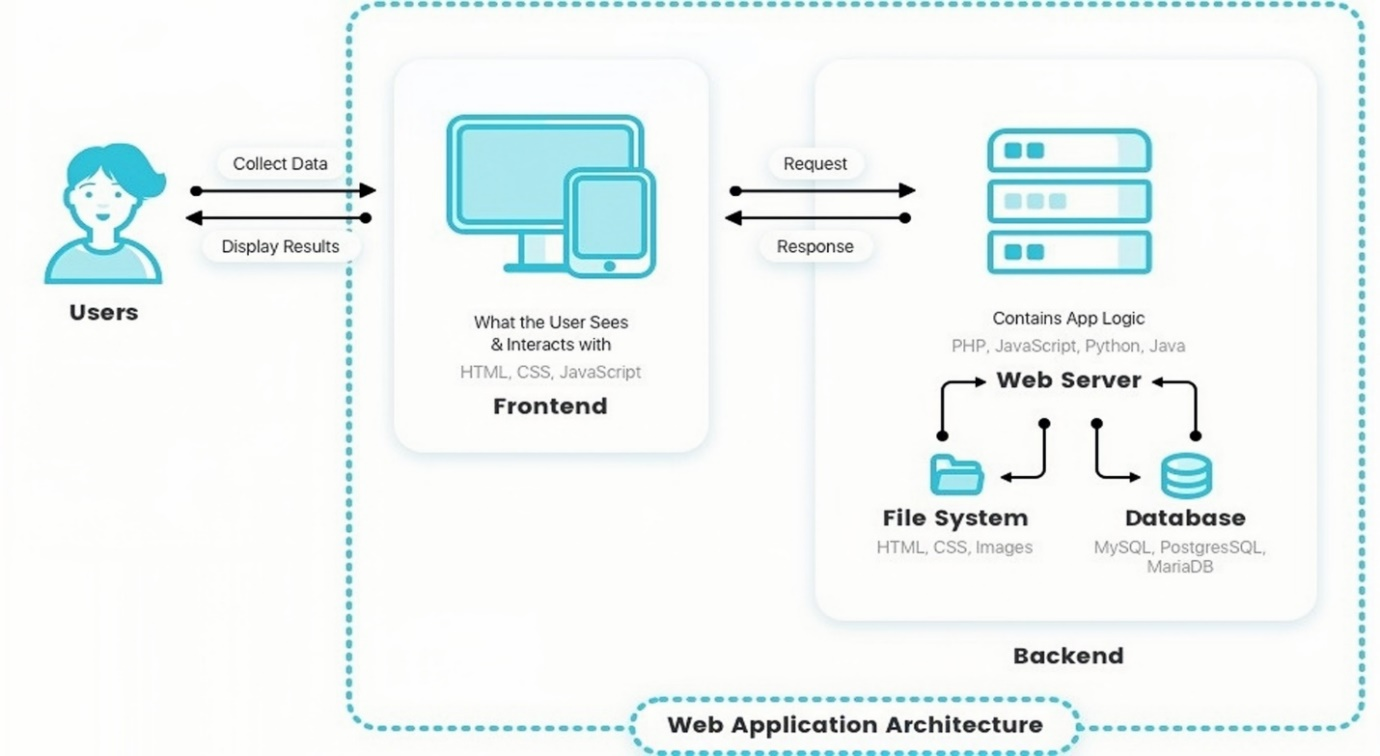 Collect Data
Display Results
Users
What the User Sees
& Interacts with
HTML, CSS, JavaScript
Frontend
Request
Response
Contains App Logic
PHP, JavaScript, Python, Java
Web Server
File System
HTML, CSS, Images
Database
MySQL, PostgresSQL,
MariaDB
Backend
Web Application Architecture